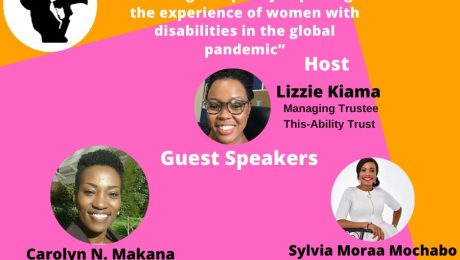 the experience of women with
disabilities in the global
pandemic”
Host
Lizzie Kiama
Managing Trustee
This-Ability Trust
Guest Speakers
Carolyn N. Makana
Sylvia Moraa Mochabo